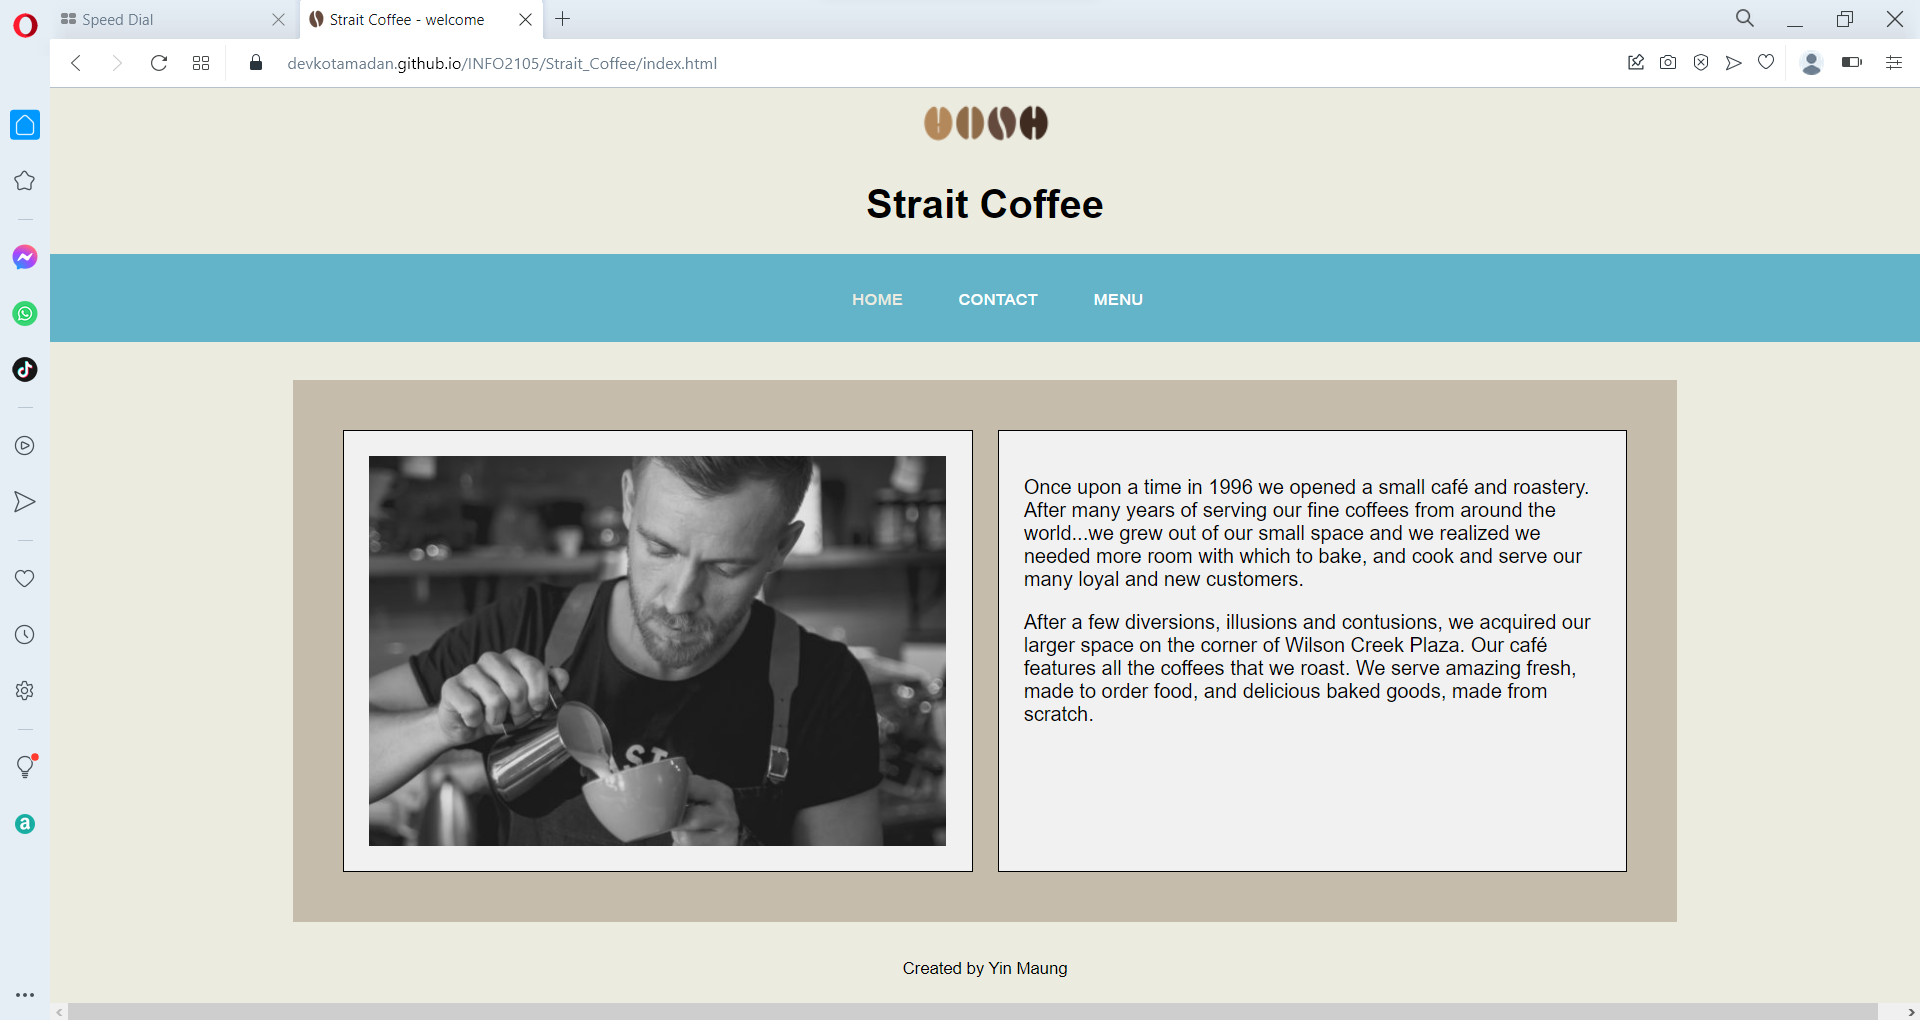 Speed Dial
Strait Coffee - welcome
devkotamadan.github.io/INFO2105/Strait_Coffee/index.html
Strait Coffee
HOME CONTACT MENU
Once upon a time in 1996 we opened a small café and roastery.
After many years of serving our fine coffees from around the
world...we grew out of our small space and we realized we
needed more room with which to bake, and cook and serve our
many loyal and new customers.
After a few diversions, illusions and contusions, we acquired our
larger space on the corner of Wilson Creek Plaza. Our café
features all the coffees that we roast. We serve amazing fresh,
made to order food, and delicious baked goods, made from
scratch.
ST
Created by Yin Maung